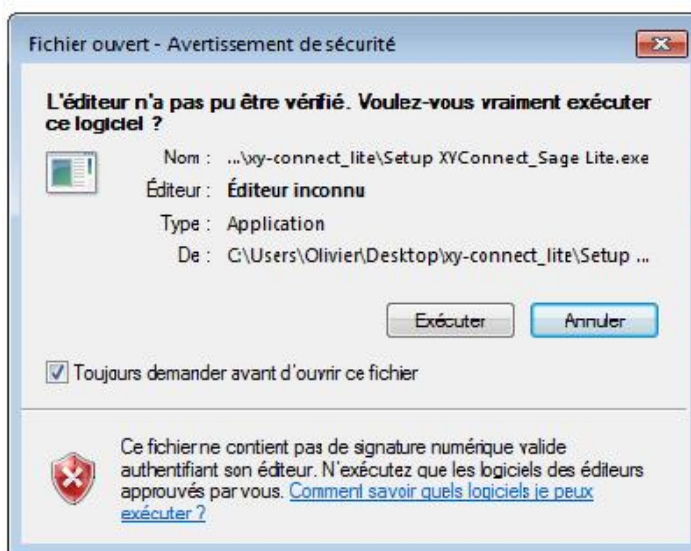 Fichier ouvert - Avertissement de sécurité
L'éditeur n'a pas pu être vérifié. Voulez-vous vraiment exécuter
ce logiciel ?
Nom : ...\xy-connect_lite\Setup XYConnect_Sage Lite.exe
Éditeur : Éditeur inconnu
Type : Application
De : C:\Users\Olivier\Desktop\xy-connect_lite\Setup ...
Exécuter Annuler
Toujours demander avant d'ouvrir ce fichier
Ce fichier ne contient pas de signature numérique valide
authentifiant son éditeur. N'exécutez que les logiciels des éditeurs
approuvés par vous. Comment savoir quels logiciels je peux
exécuter ?